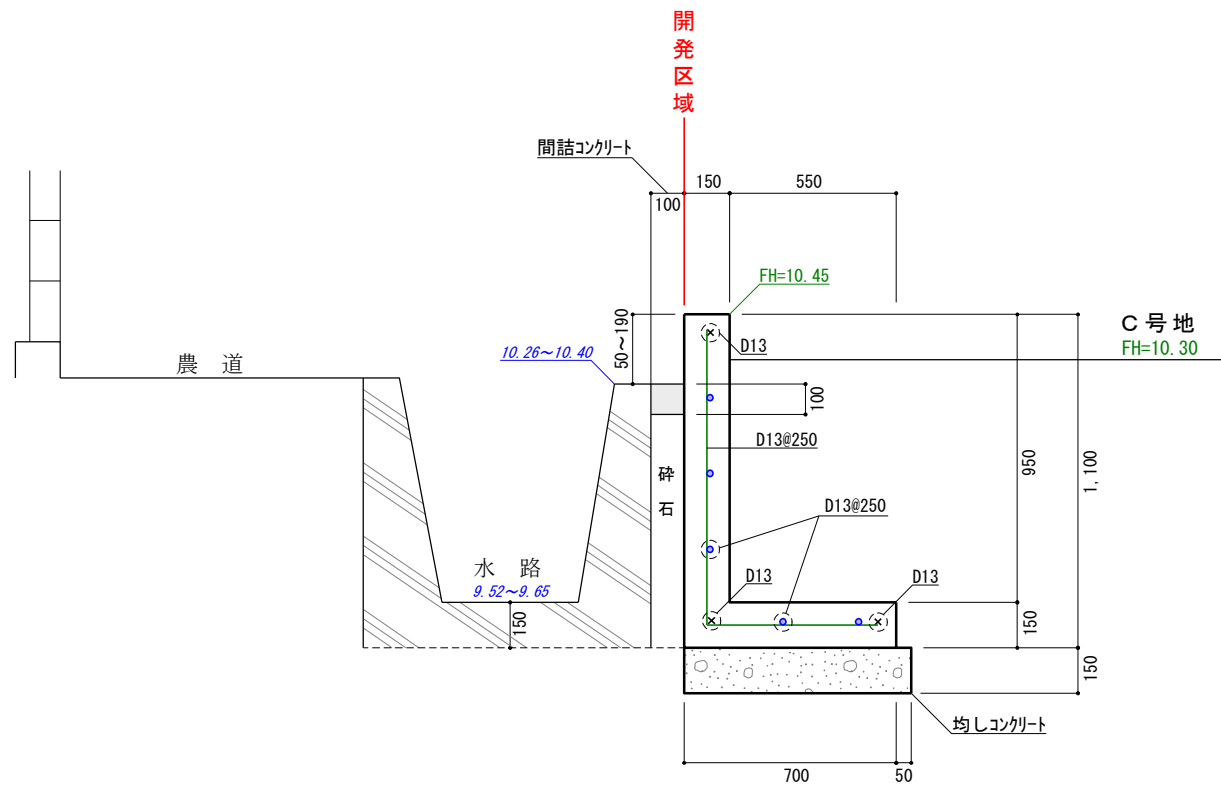 開発区域
間詰コンクリート
150
550
100
FH=10.45
50～190
C号地
FH=10.30
10.26～10.40
D13
農 道
100
D13@250
950
1,100
砕石
D13@250
水 路
9.52～9.65
D13
D13
150
150
150
均しコンクリート
700
50